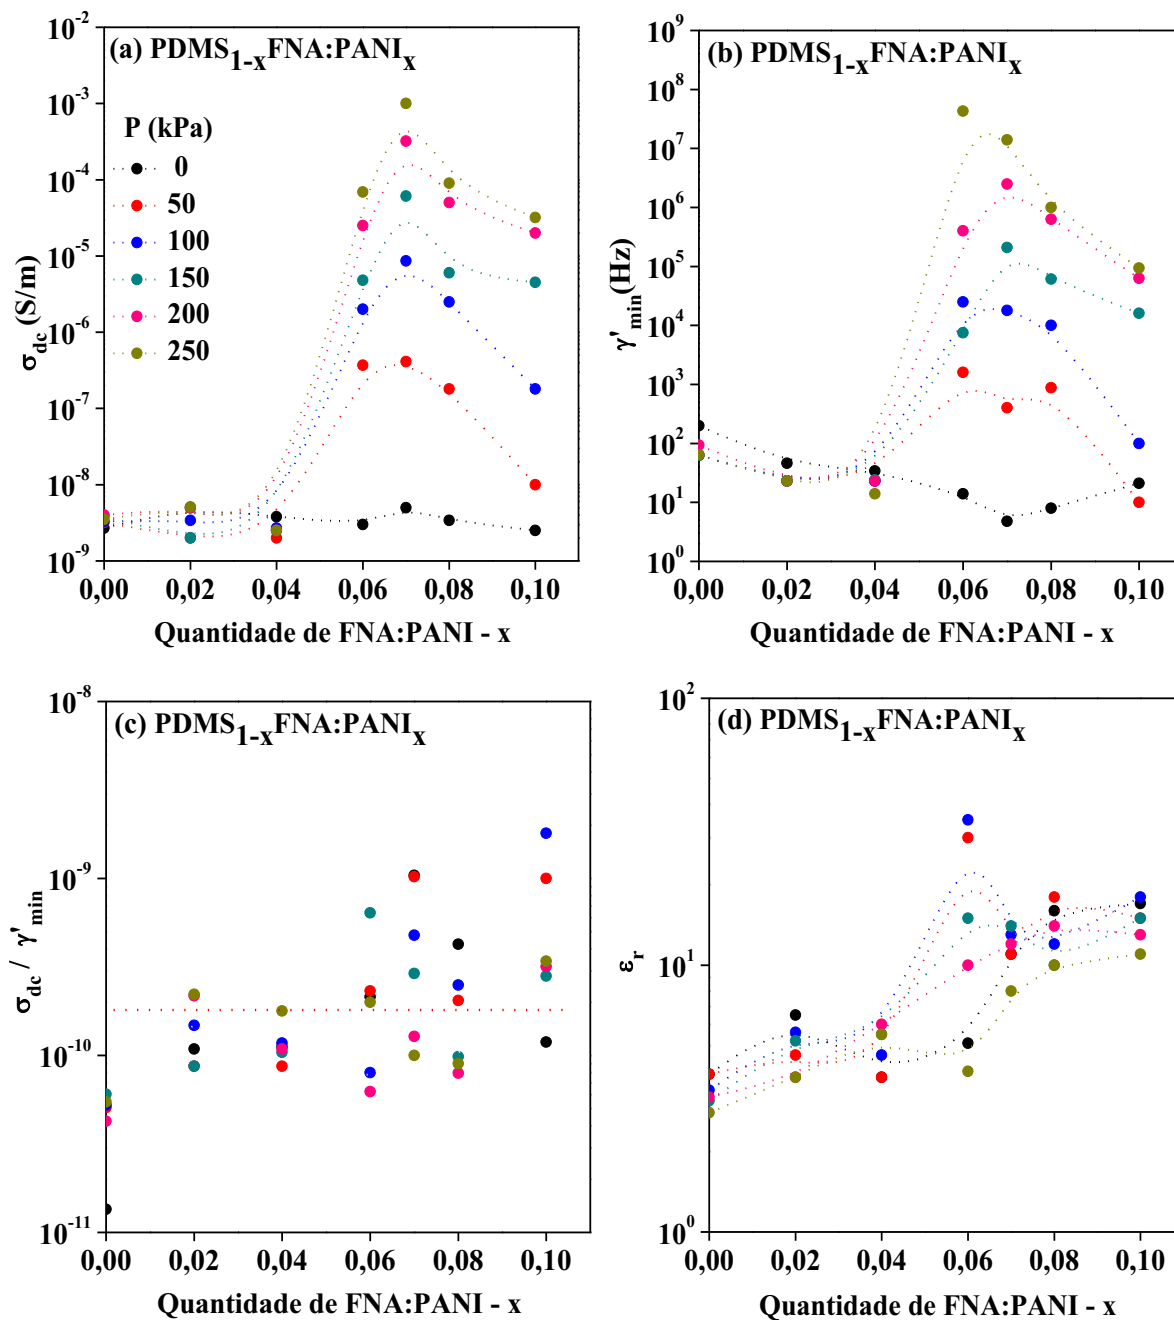 (a) PDMS1-xFNA:PANIx
P (kPa)
0
50
100
150
200
250
10-2
10-3
10-4
10-5
10-6
10-7
10-8
10-9
σdc (S/m)
0,00 0,02 0,04 0,06 0,08 0,10
Quantidade de FNA:PANI - x
(b) PDMS1-xFNA:PANIx
109
108
107
106
105
104
103
102
101
100
γ'min(Hz)
0,00 0,02 0,04 0,06 0,08 0,10
Quantidade de FNA:PANI - x
(c) PDMS1-xFNA:PANIx
10-8
10-9
10-10
10-11
σdc / γ'min
0,00 0,02 0,04 0,06 0,08 0,10
Quantidade de FNA:PANI - x
(d) PDMS1-xFNA:PANIx
102
101
100
εr
0,00 0,02 0,04 0,06 0,08 0,10
Quantidade de FNA:PANI - x